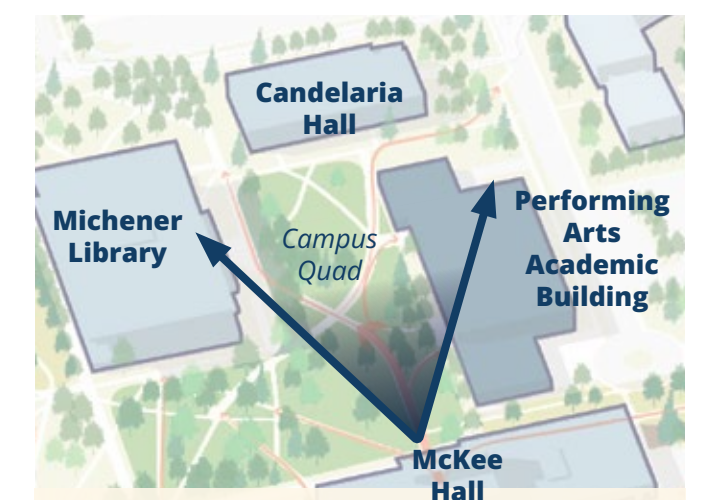 Candelaria
Hall
Michener
Library
Campus
Quad
Performing
Arts
Academic
Building
McKee
Hall